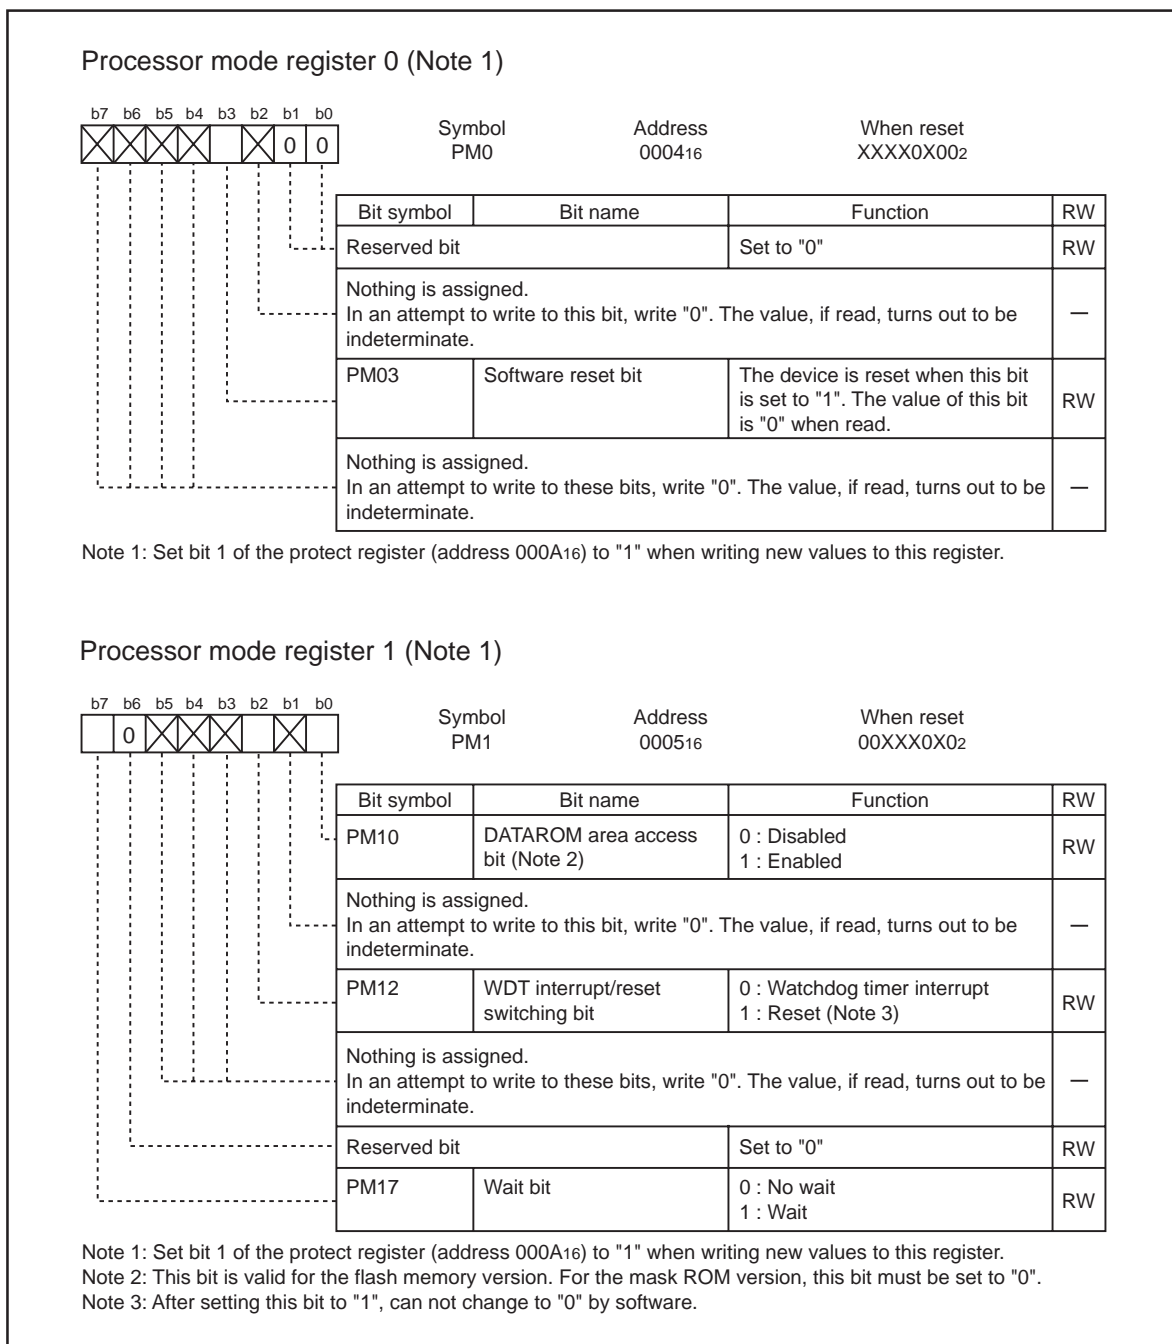 Processor mode register 0 (Note 1)
b7 b6 b5 b4 b3 b2 b1 b0
0 0
Symbol Address When reset
PM0 000416 XXXX0X002
Bit symbol Bit name Function RW
Reserved bit Set to "0" RW
Nothing is assigned.
In an attempt to write to this bit, write "0". The value, if read, turns out to be
indeterminate.
—
PM03 Software reset bit The device is reset when this bit
is set to "1". The value of this bit
is "0" when read.
RW
Nothing is assigned.
In an attempt to write to these bits, write "0". The value, if read, turns out to be
indeterminate.
—
Note 1: Set bit 1 of the protect register (address 000A16) to "1" when writing new values to this register.
Processor mode register 1 (Note 1)
b7 b6 b5 b4 b3 b2 b1 b0
0
Symbol Address When reset
PM1 000516 00XXX0X02
Bit symbol Bit name Function RW
PM10 DATAROM area access 0 : Disabled
bit (Note 2) 1 : Enabled
RW
Nothing is assigned.
In an attempt to write to this bit, write "0". The value, if read, turns out to be
indeterminate.
—
PM12 WDT interrupt/reset 0 : Watchdog timer interrupt
switching bit 1 : Reset (Note 3)
RW
Nothing is assigned.
In an attempt to write to these bits, write "0". The value, if read, turns out to be
indeterminate.
—
Reserved bit Set to "0" RW
PM17 Wait bit 0 : No wait
1 : Wait
RW
Note 1: Set bit 1 of the protect register (address 000A16) to "1" when writing new values to this register.
Note 2: This bit is valid for the flash memory version. For the mask ROM version, this bit must be set to "0".
Note 3: After setting this bit to "1", can not change to "0" by software.